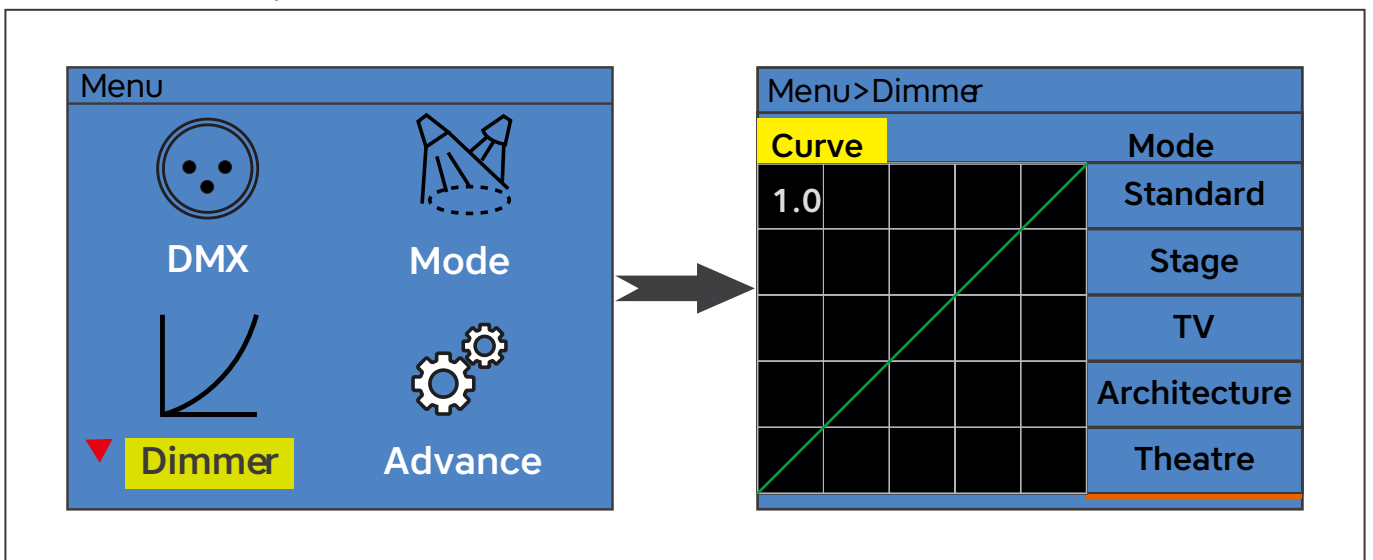 Menu
DMX
Mode
Dimmer
Advance
Menu>Dimmer
Curve
Mode
1.0
Standard
Stage
TV
Architecture
Theatre